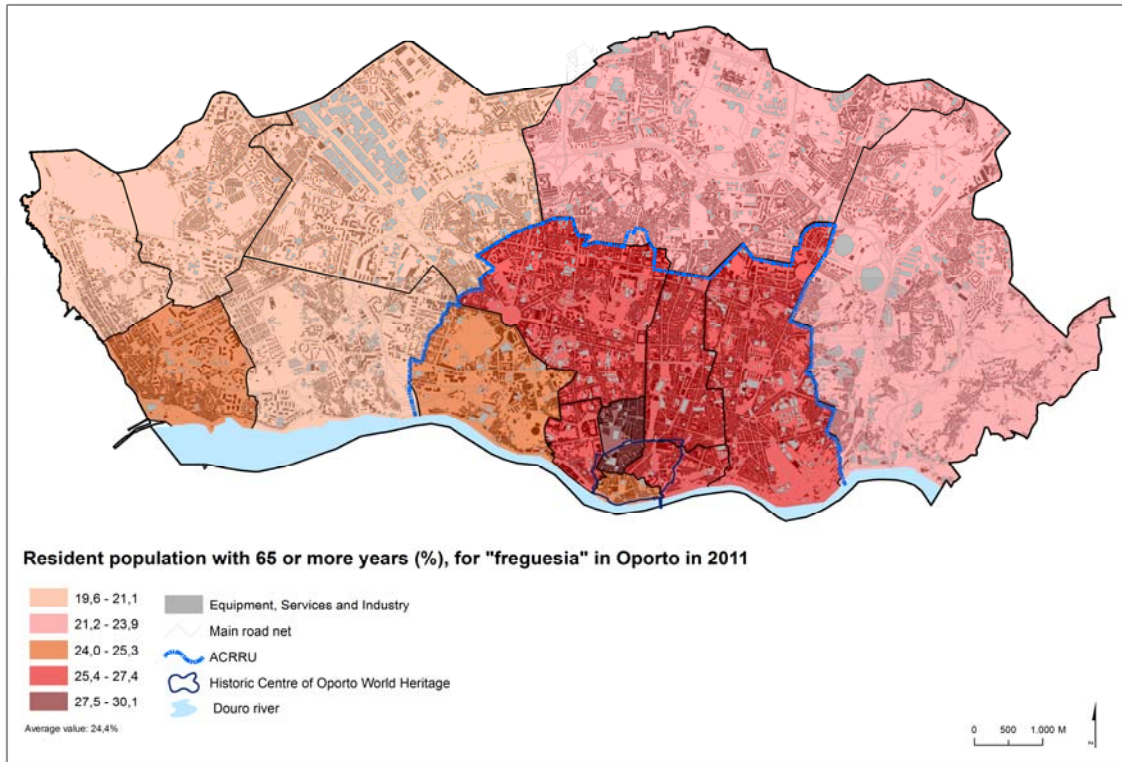 Resident population with 65 or more years (%), for "freguesia" in Oporto in 2011
19,6 - 21,1
21,2 - 23,9
24,0 - 25,3
25,4 - 27,4
27,5 - 30,1
Equipment, Services and Industry
Main road net
ACRRU
Historic Centre of Oporto World Heritage
Douro river
Average value: 24,4%
0 500 1.000 M
N